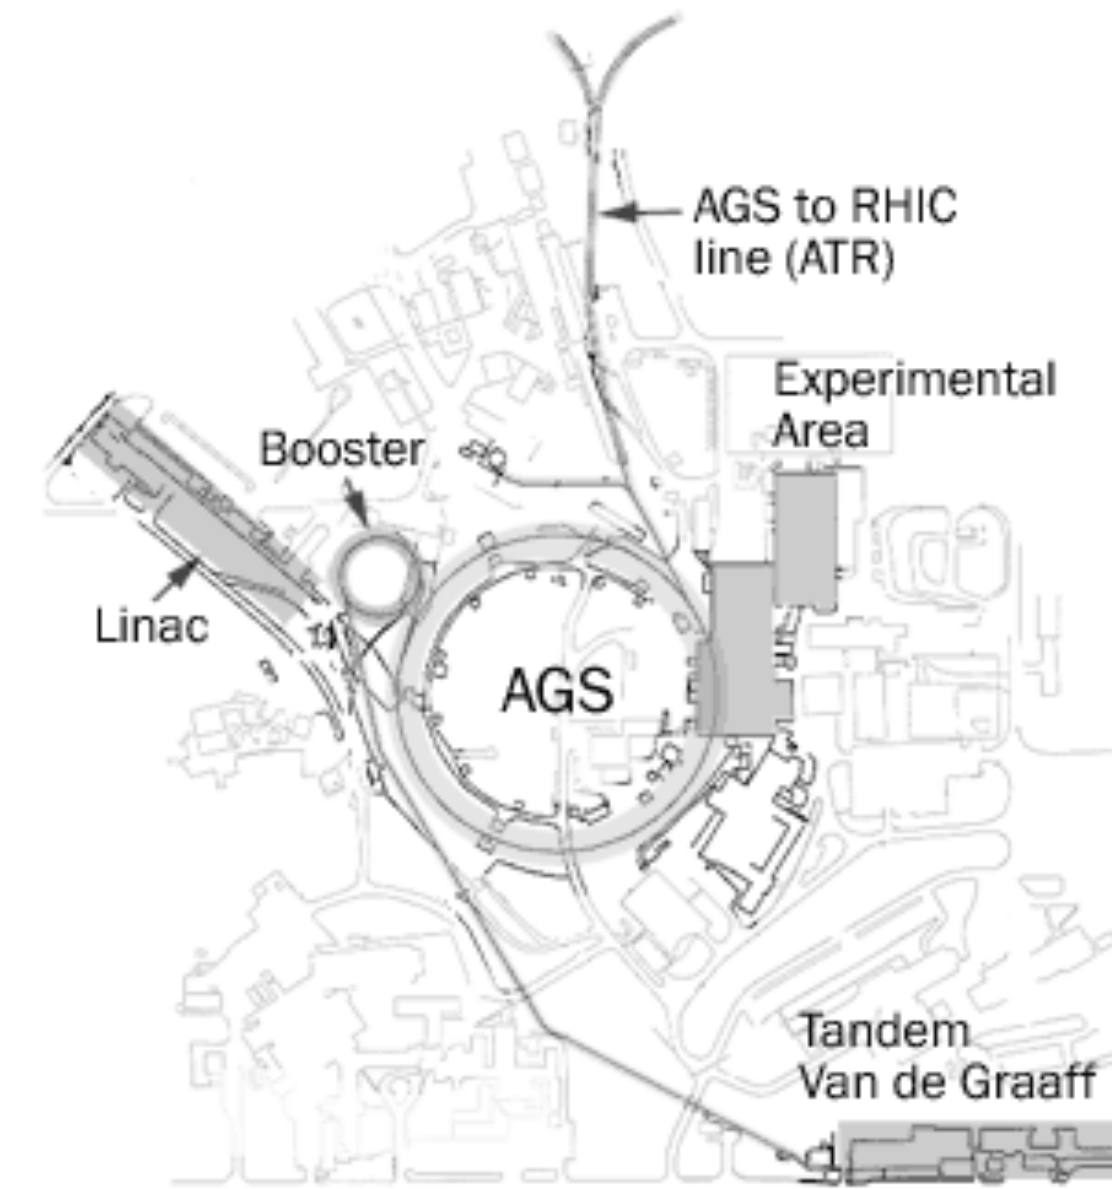 AGS to RHIC
line (ATR)
Experimental
Area
Booster
Linac
AGS
Tandem
Van de Graaff